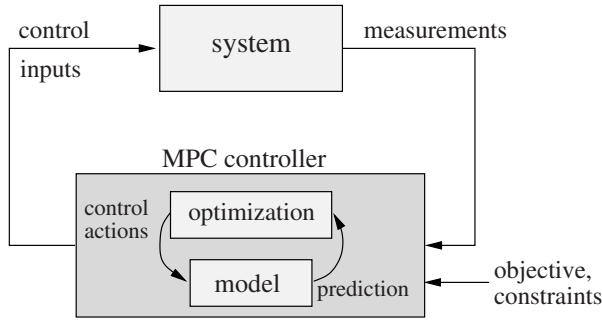 control
inputs
system
measurements
MPC controller
control
actions
optimization
model
prediction
objective,
constraints